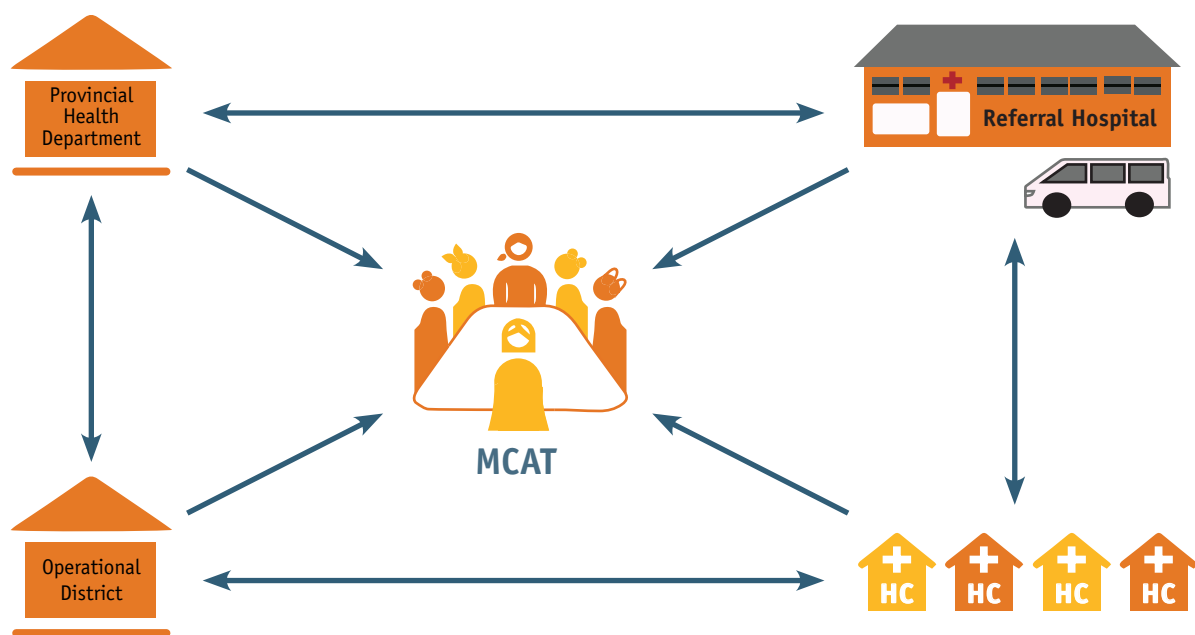 Provincial
Health
Department
Referral Hospital
MCAT
Operational
District
HC HC HC HC